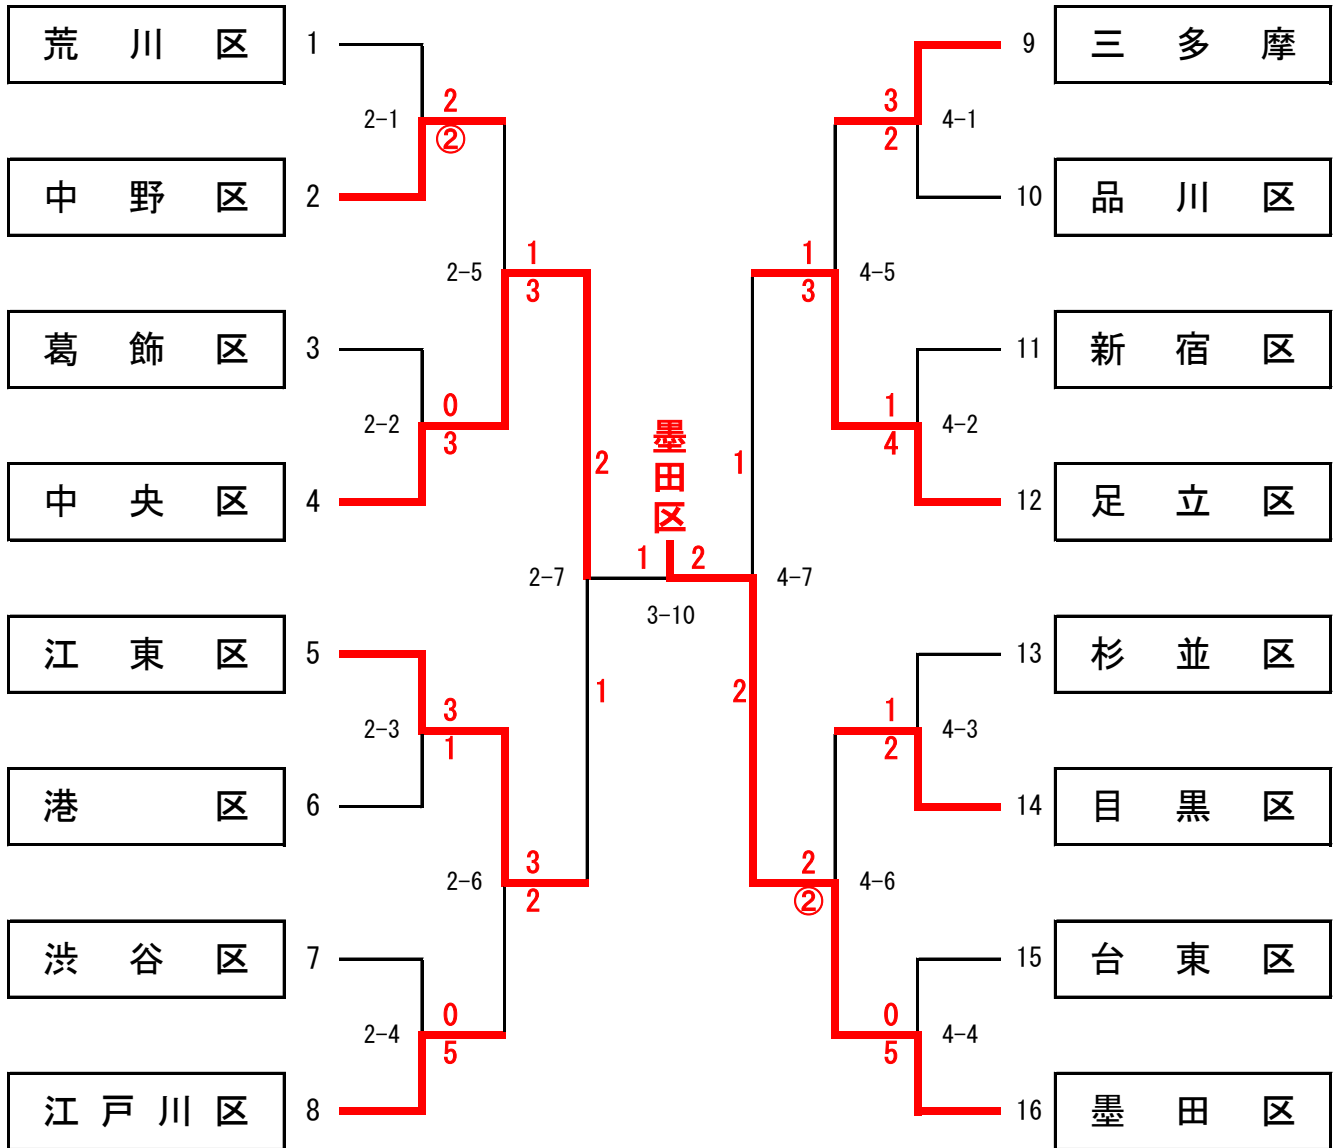 荒川区 1
2
2-1
②
中野区 2
1
2-5
3
葛飾区 3
0
2-2
3
中央区 4
2
2-7
1
江東区 5
3
2-3
1
港区 6
3
2-6
2
渋谷区 7
0
2-4
5
江戸川区 8
墨田区
1 2
3-10
9 三多摩
3
4-1
2
10 品川区
1
4-5
3
11 新宿区
1
4-2
4
12 足立区
1
4-7
2
13 杉並区
1
4-3
2
14 目黒区
2
4-6
②
15 台東区
0
4-4
5
16 墨田区